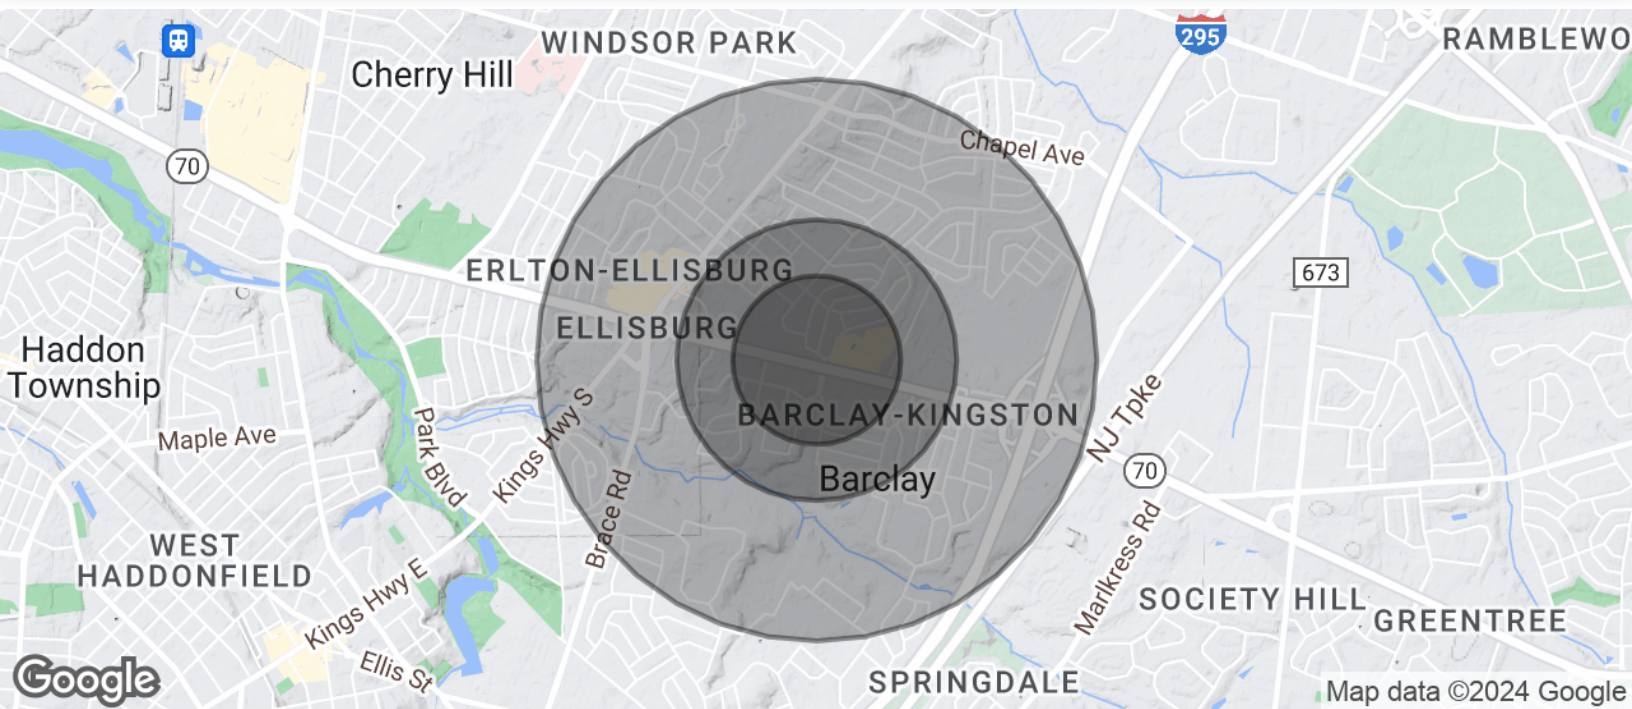 WINDSOR PARK
295
RAMBLEWO
Cherry Hill
Chapel Ave
70
ERLTON-ELLISBURG
673
ELLISBURG
Haddon
Township
BARCLAY-KINGSTON
NJ Tpke
Maple Ave
Park Blvd
Kings Hwy S
Barclay
70
Brace Rd
WEST
HADDONFIELD
Kings Hwy E
Marlkress Rd
SOCIETY HILL
GREENTREE
Ellis St
SPRINGDALE
Google
Map data ©2024 Google